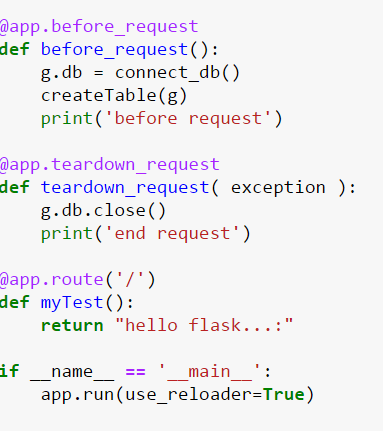 @app.before_request
def before_request():
    g.db = connect_db()
    createTable(g)
    print('before request')
@app.teardown_request
def teardown_request( exception ):
    g.db.close()
    print('end request')
@app.route('/')
def myTest():
    return "hello flask...:"
if __name__ == '__main__':
    app.run(use_reloader=True)